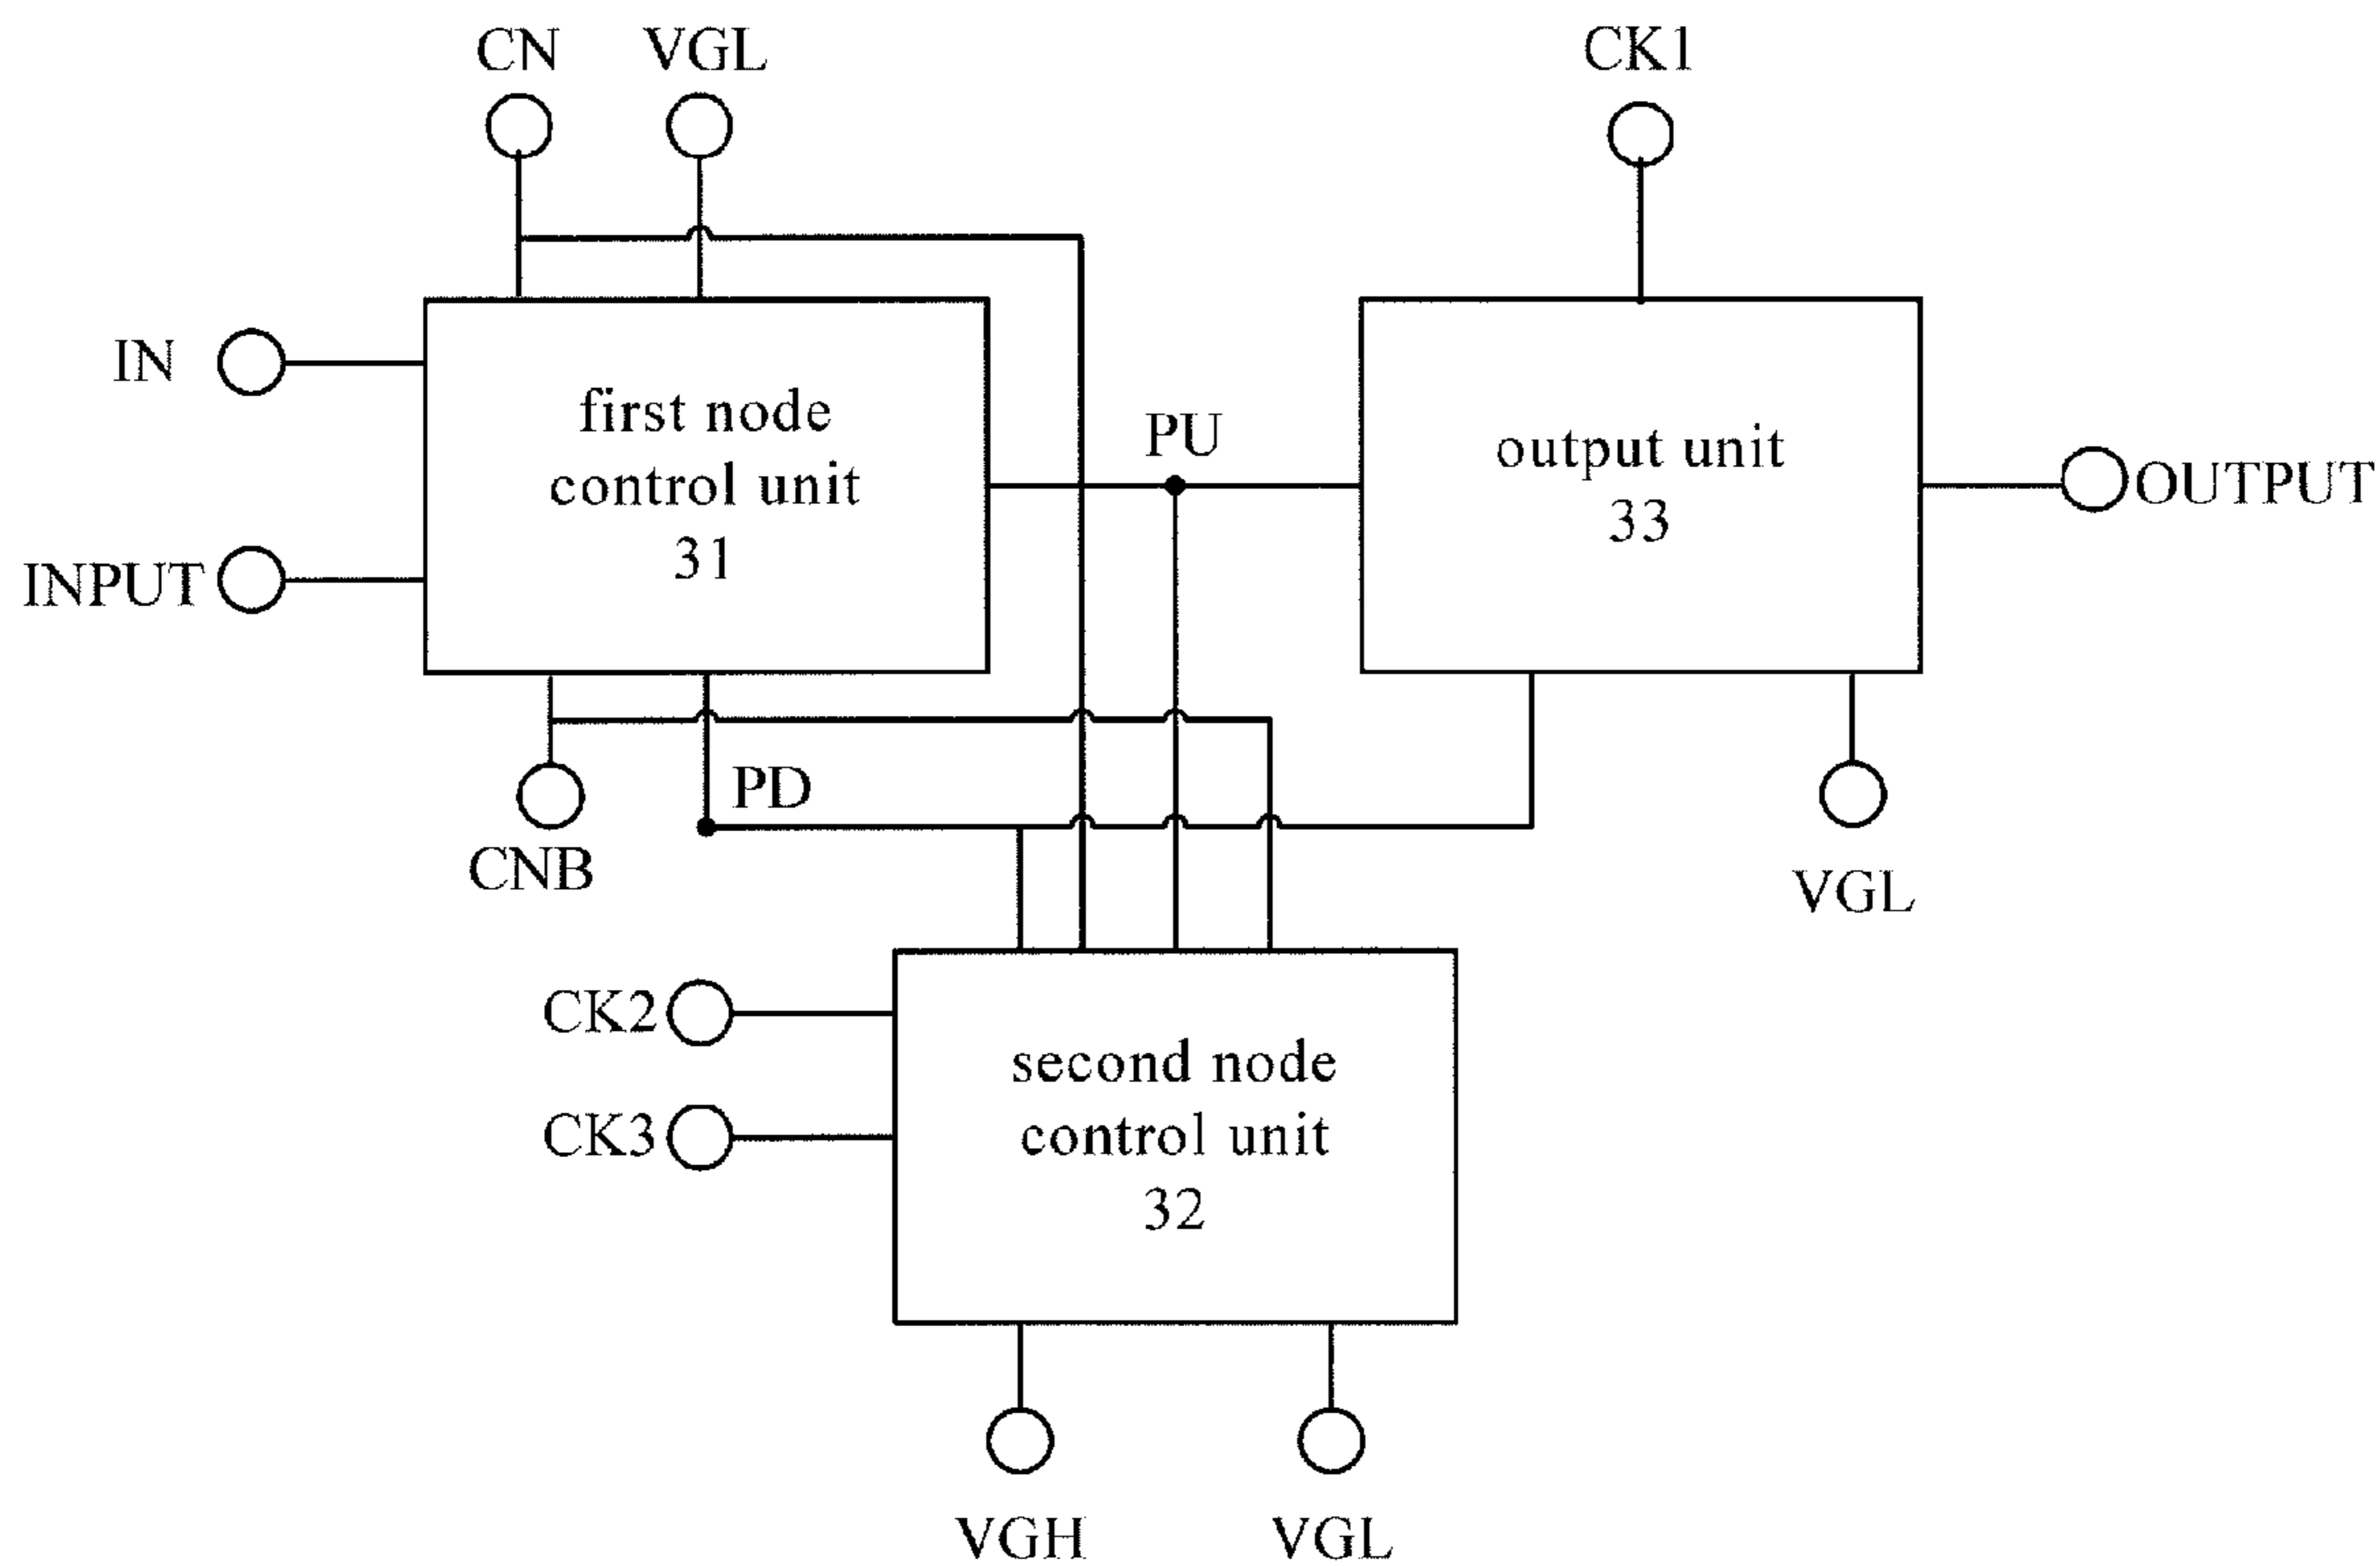 CN
VGL
CK1
IN
first node
control unit
31
INPUT
PU
output unit
33
OUTPUT
CNB
PD
VGL
CK2
CK3
second node
control unit
32
VGH
VGL